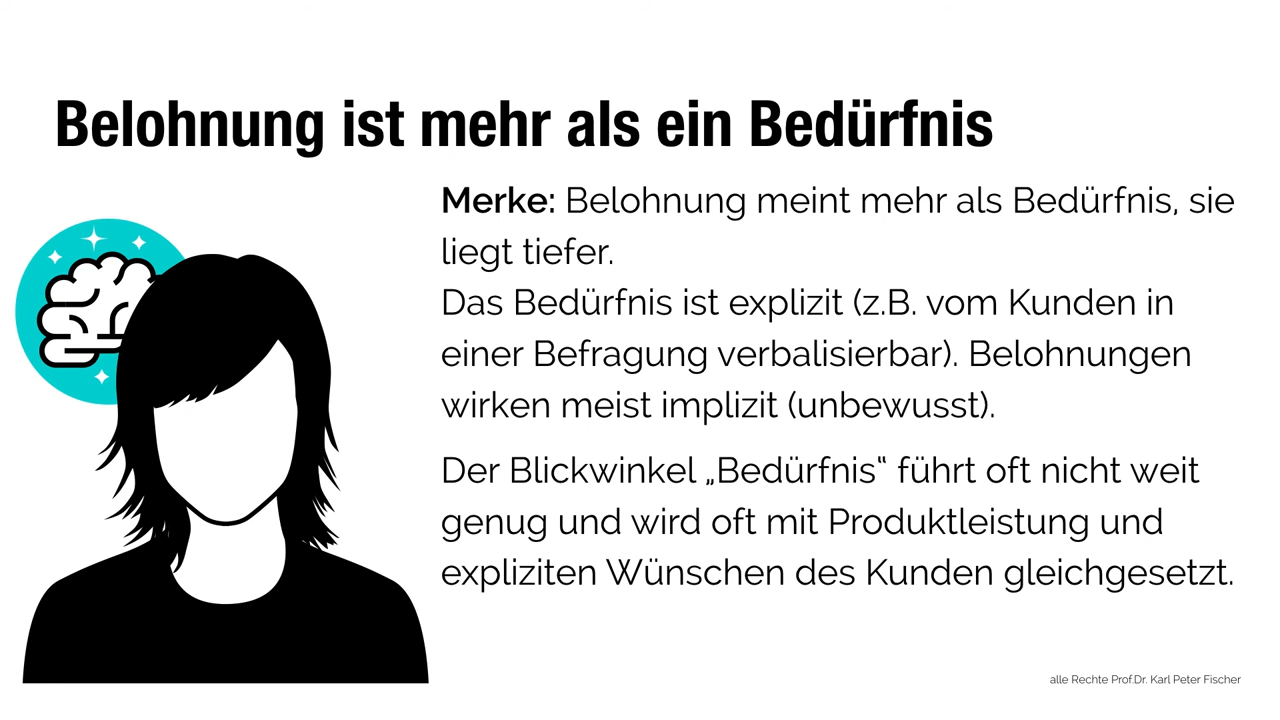 Belohnung ist mehr als ein Bedürfnis
Merke: Belohnung meint mehr als Bedürfnis, sie
liegt tiefer.
Das Bedürfnis ist explizit (z.B. vom Kunden in
einer Befragung verbalisierbar). Belohnungen
wirken meist implizit (unbewusst).
Der Blickwinkel „Bedürfnis‟ führt oft nicht weit
genug und wird oft mit Produktleistung und
expliziten Wünschen des Kunden gleichgesetzt.
alle Rechte Prof.Dr. Karl Peter Fischer